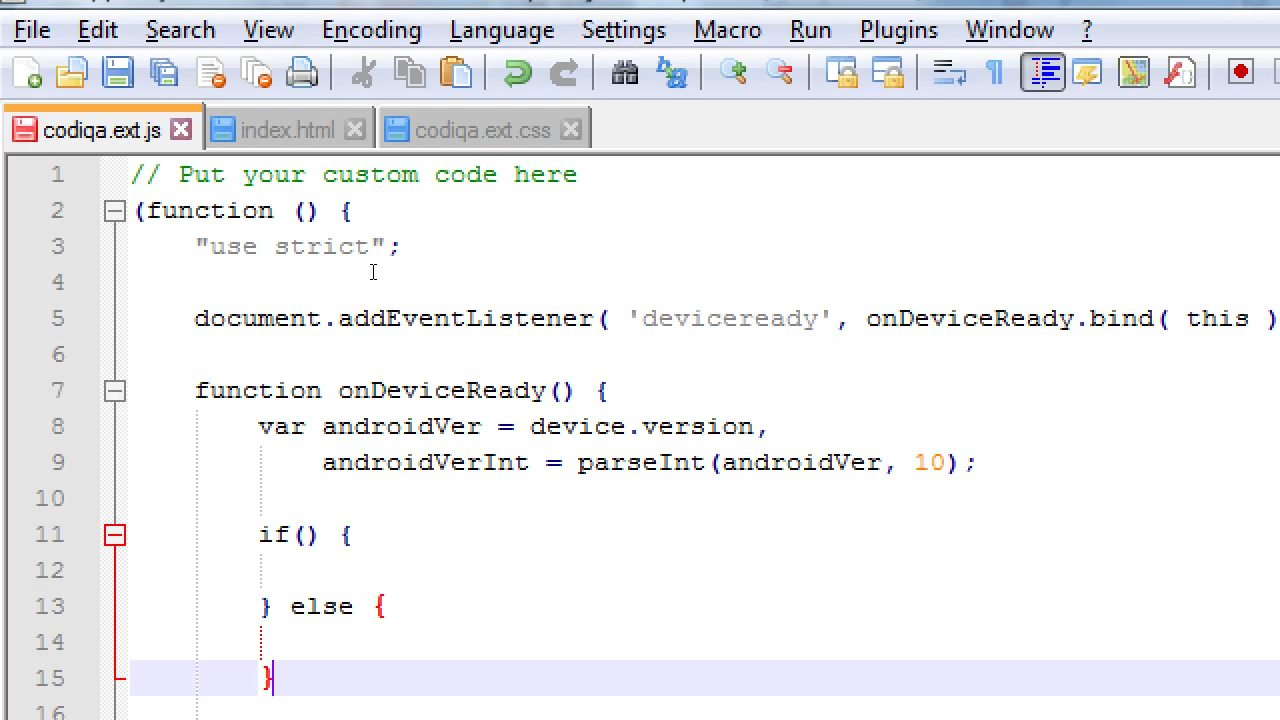 File Edit Search View Encoding Language Settings Macro Run Plugins Window ?
codiqa.ext.js index.html codiqa.ext.css
1 // Put your custom code here
2 (function () {
3 "use strict";
4
5 document.addEventListener( 'deviceready', onDeviceReady.bind( this )
6
7 function onDeviceReady() {
8 var androidVer = device.version,
9 androidVerInt = parseInt(androidVer, 10);
10
11 if() {
12
13 } else {
14
15 }
16